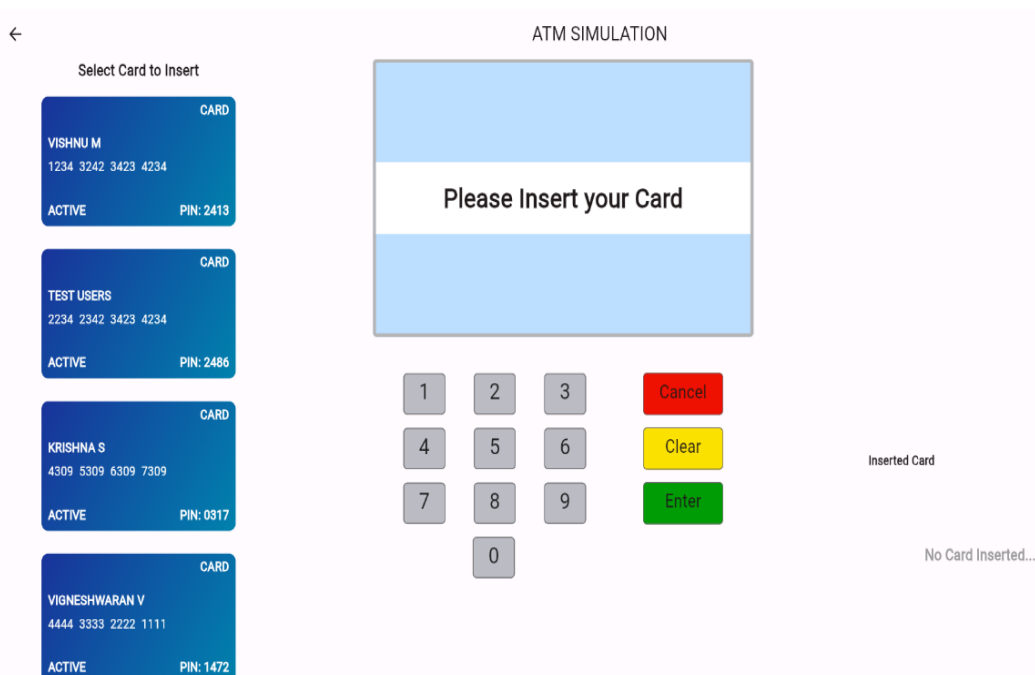 ATM SIMULATION
Select Card to Insert
CARD
VISHNU M
1234 3242 3423 4234
ACTIVE PIN: 2413
CARD
TEST USERS
2234 2342 3423 4234
ACTIVE PIN: 2486
CARD
KRISHNA S
4309 5309 6309 7309
ACTIVE PIN: 0317
CARD
VIGNESHWARAN V
4444 3333 2222 1111
ACTIVE PIN: 1472
Please Insert your Card
1 2 3 Cancel
4 5 6 Clear
7 8 9 Enter
0
Inserted Card
No Card Inserted...